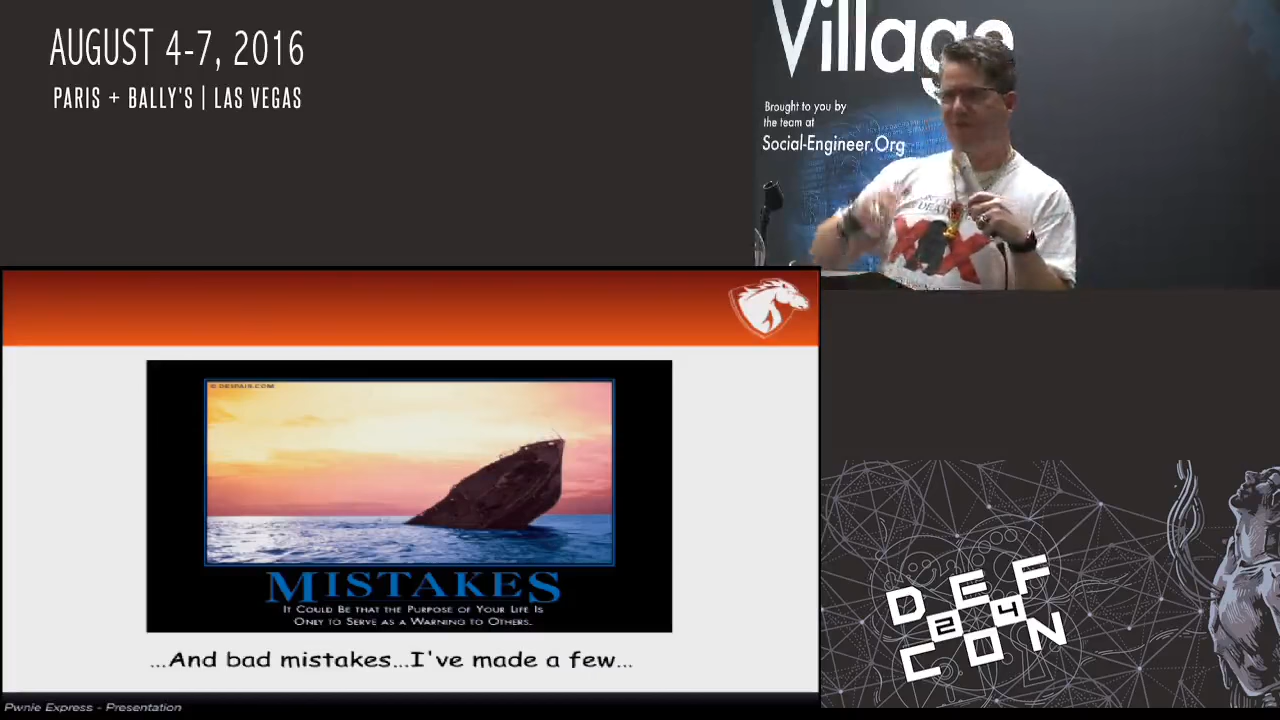 AUGUST 4-7, 2016
PARIS + BALLY'S | LAS VEGAS
Village
Brought to you by
the team at
Social-Engineer.Org
© DESPAIR.COM
MISTAKES
IT COULD BE THAT THE PURPOSE OF YOUR LIFE IS
ONLY TO SERVE AS A WARNING TO OTHERS.
...And bad mistakes...I've made a few...
Pwnie Express - Presentation
DEF
24
CON